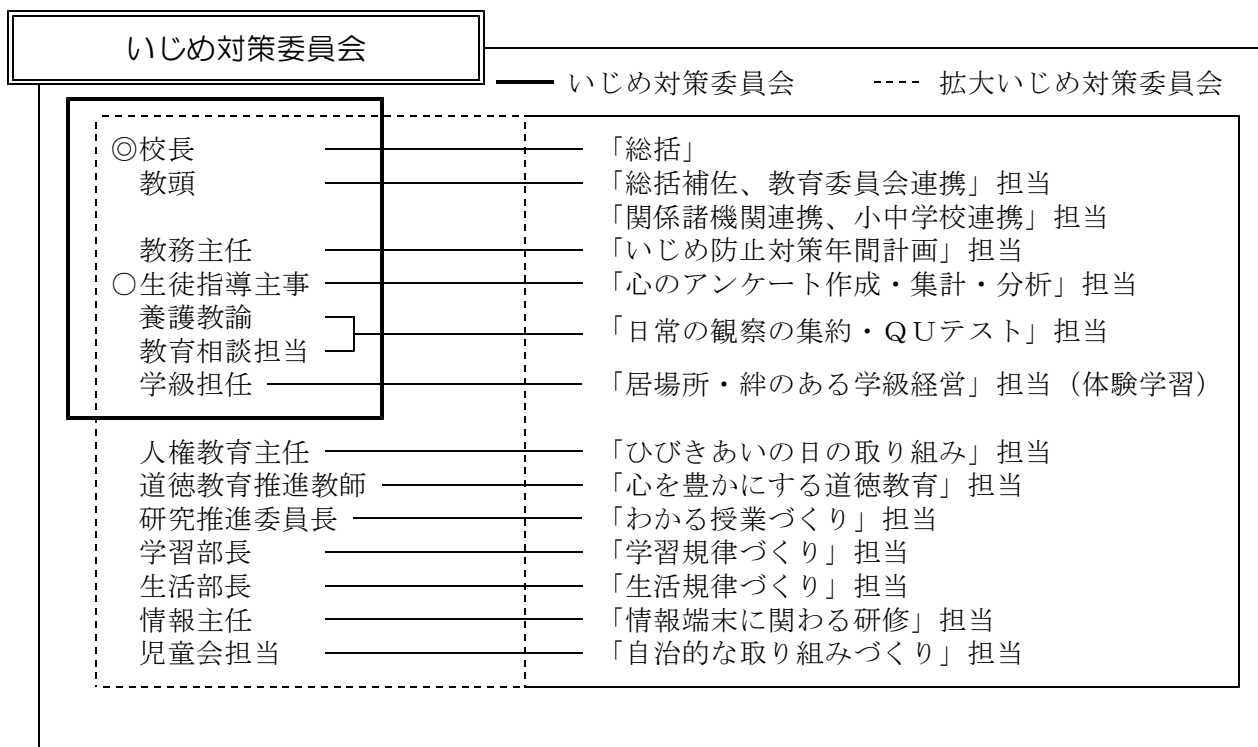 いじめ対策委員会
いじめ対策委員会 拡大いじめ対策委員会
◎校長 「総括」
教頭 「総括補佐、教育委員会連携」担当
「関係諸機関連携、小中学校連携」担当
教務主任 「いじめ防止対策年間計画」担当
○生徒指導主事 「心のアンケート作成・集計・分析」担当
養護教諭
教育相談担当 「日常の観察の集約・QUテスト」担当
学級担任 「居場所・絆のある学級経営」担当(体験学習)
人権教育主任 「ひびきあいの日の取り組み」担当
道徳教育推進教師 「心を豊かにする道徳教育」担当
研究推進委員長 「わかる授業づくり」担当
学習部長 「学習規律づくり」担当
生活部長 「生活規律づくり」担当
情報主任 「情報端末に関わる研修」担当
児童会担当 「自治的な取り組みづくり」担当